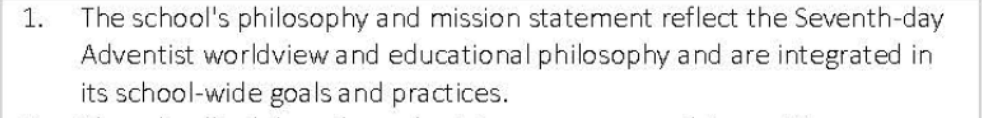 1. The school's philosophy and mission statement reflect the Seventh-day
Adventist worldview and educational philosophy and are integrated in
its school-wide goals and practices.